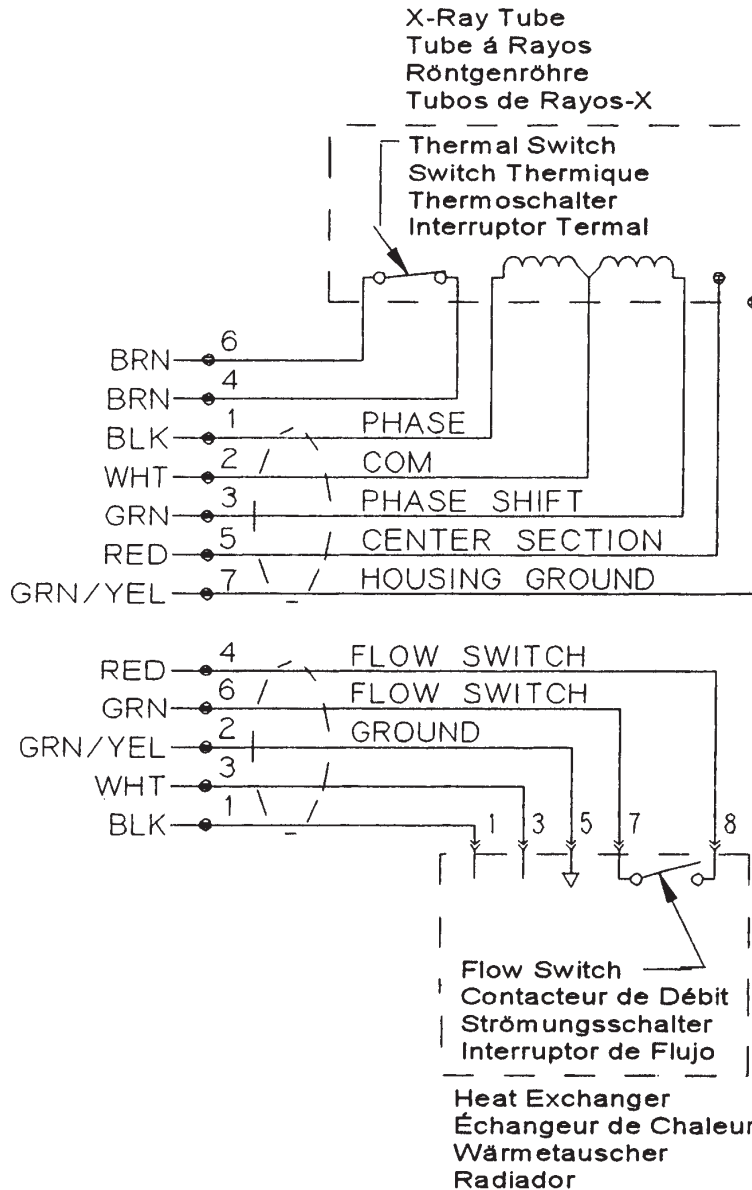 X-Ray Tube
Tube á Rayos
Röntgenröhre
Tubos de Rayos-X
Thermal Switch
Switch Thermique
Thermoschalter
Interruptor Termal
BRN 6
BRN 4
BLK 1 PHASE
WHT 2 COM
GRN 3 PHASE SHIFT
RED 5 CENTER SECTION
GRN/YEL 7 HOUSING GROUND
RED 4 FLOW SWITCH
GRN 6 FLOW SWITCH
GRN/YEL 2 GROUND
WHT 3
BLK 1
1 3 5 7 8
Flow Switch
Contacteur de Débit
Strömungsschalter
Interruptor de Flujo
Heat Exchanger
Échangeur de Chaleur
Wärmetauscher
Radiador